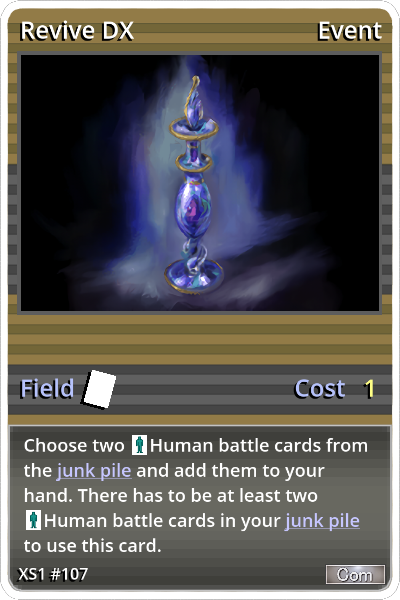 Revive DX Event
Field Cost 1
Choose two Human battle cards from
the junk pile and add them to your
hand. There has to be at least two
Human battle cards in your junk pile
to use this card.
XS1 #107 Com